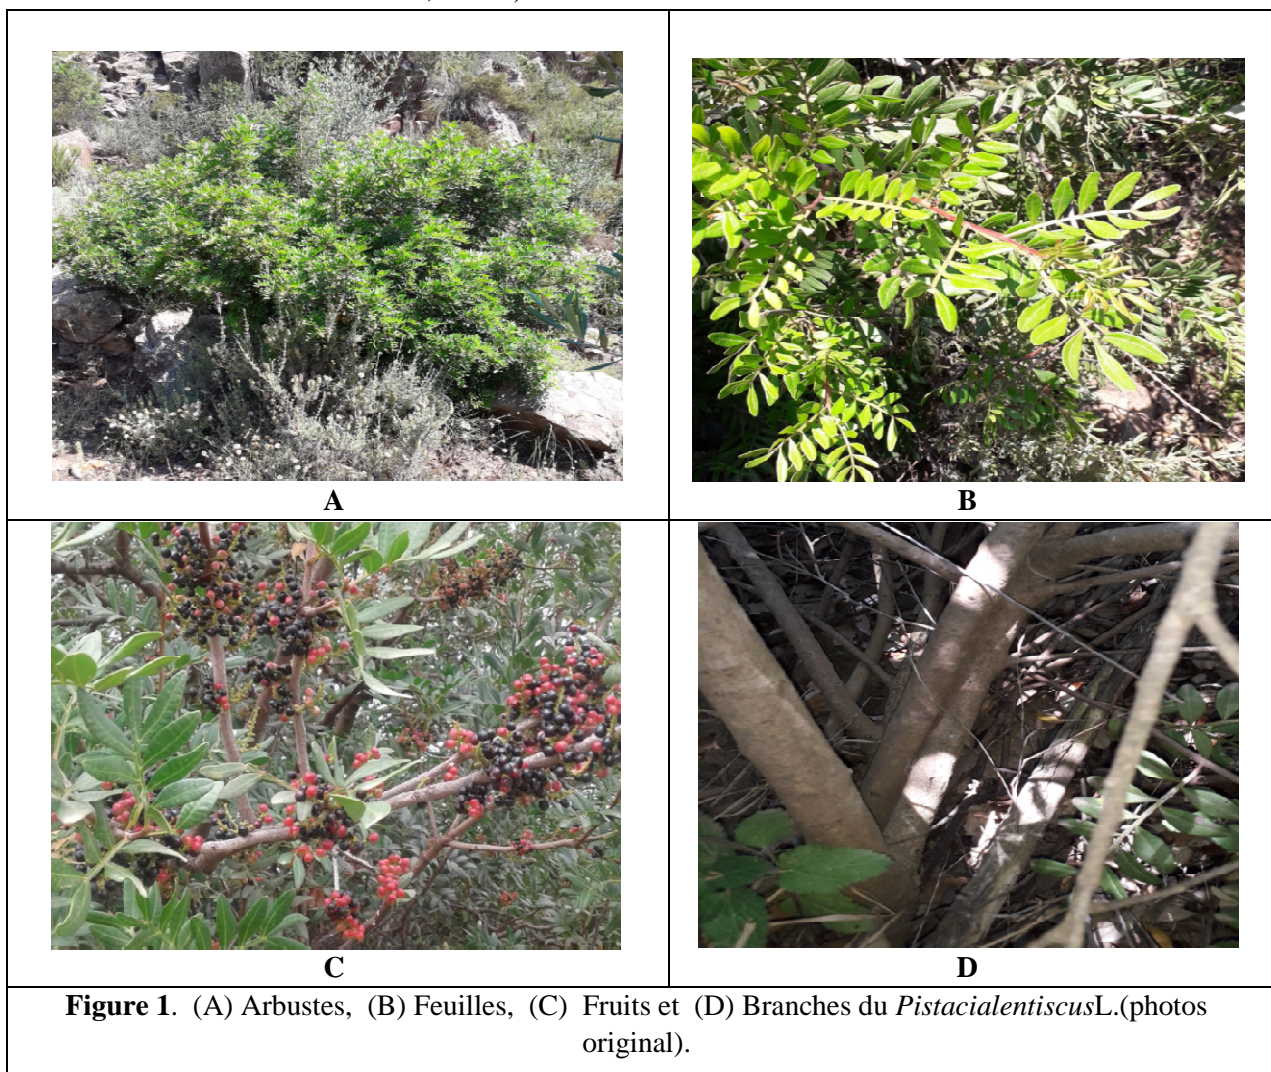 A
B
C
D
Figure 1. (A) Arbustes, (B) Feuilles, (C) Fruits et (D) Branches du PistacialentiscusL.(photos
original).